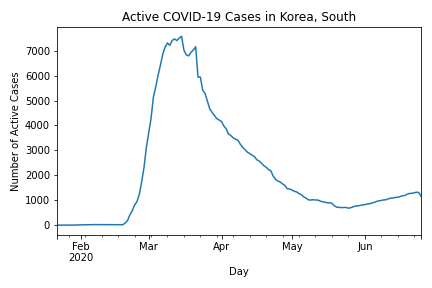 Active COVID-19 Cases in Korea, South
Number of Active Cases
7000
6000
5000
4000
3000
2000
1000
0
Feb
2020
Mar
Apr
May
Jun
Day